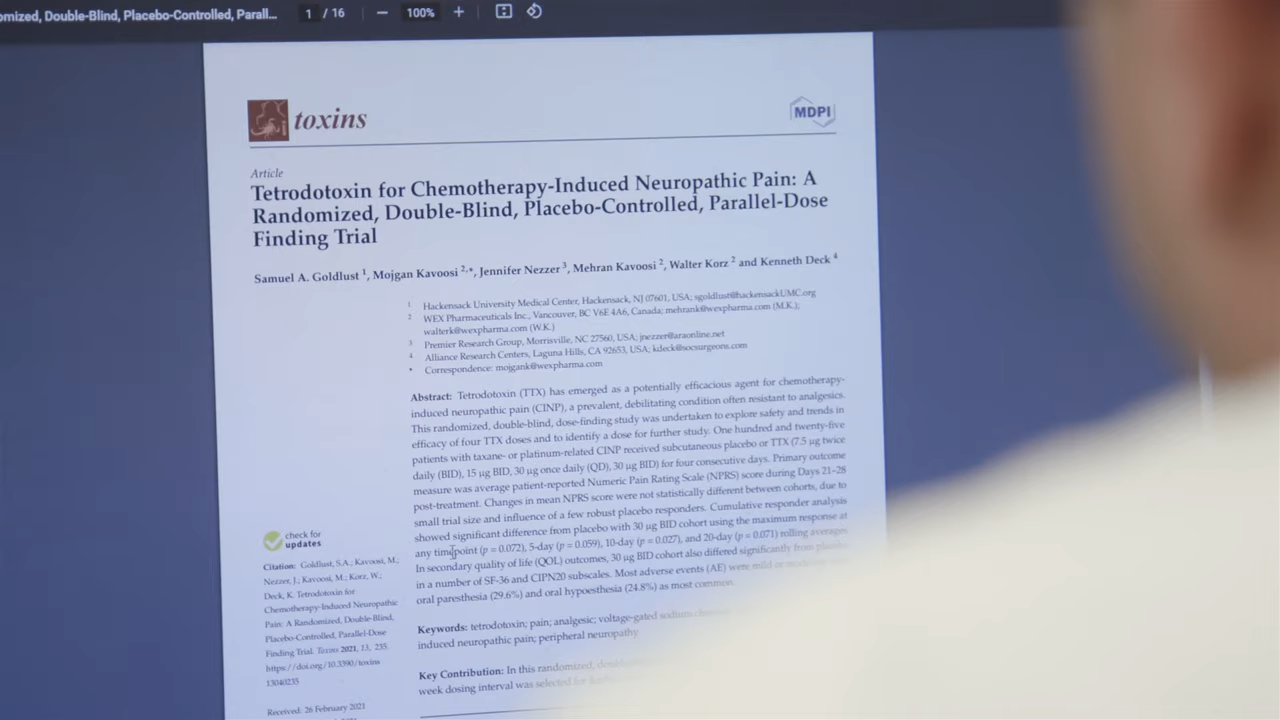 omized, Double-Blind, Placebo-Controlled, Parall...
1 / 16
100%
toxins
MDPI
Article
Tetrodotoxin for Chemotherapy-Induced Neuropathic Pain: A
Randomized, Double-Blind, Placebo-Controlled, Parallel-Dose
Finding Trial
Samuel A. Goldlust 1, Mojgan Kavoosi 2,*, Jennifer Nezzer 3, Mehran Kavoosi 2, Walter Korz 2 and Kenneth Deck 4
1 Hackensack University Medical Center, Hackensack, NJ 07601, USA; sgoldlust@hackensackUMC.org
2 WEX Pharmaceuticals Inc., Vancouver, BC V6E 4A6, Canada; mehrank@wexpharma.com (M.K.);
walterk@wexpharma.com (W.K.)
3 Premier Research Group, Morrisville, NC 27560, USA; jnezzer@araonline.net
4 Alliance Research Centers, Laguna Hills, CA 92653, USA; kdeck@socsurgeons.com
* Correspondence: mojgank@wexpharma.com
Abstract: Tetrodotoxin (TTX) has emerged as a potentially efficacious agent for chemotherapy-
induced neuropathic pain (CINP), a prevalent, debilitating condition often resistant to analgesics.
This randomized, double-blind, dose-finding study was undertaken to explore safety and trends in
efficacy of four TTX doses and to identify a dose for further study. One hundred and twenty-five
patients with taxane- or platinum-related CINP received subcutaneous placebo or TTX (7.5 µg twice
daily (BID), 15 µg BID, 30 µg once daily (QD), 30 µg BID) for four consecutive days. Primary outcome
measure was average patient-reported Numeric Pain Rating Scale (NPRS) score during Days 21–28
post-treatment. Changes in mean NPRS score were not statistically different between cohorts, due to
small trial size and influence of a few robust placebo responders. Cumulative responder analysis
showed significant difference from placebo with 30 µg BID cohort using the maximum response at
any timepoint (p = 0.072), 5-day (p = 0.059), 10-day (p = 0.027), and 20-day (p = 0.071) rolling averages
In secondary quality of life (QOL) outcomes, 30 µg BID cohort also differed significantly from placebo
in a number of SF-36 and CIPN20 subscales. Most adverse events (AE) were mild or moderate
oral paresthesia (29.6%) and oral hypoesthesia (24.8%) as most common.
Keywords: tetrodotoxin; pain; analgesic; voltage-gated sodium
induced neuropathic pain; peripheral neuropathy
Key Contribution: In this randomized,
week dosing interval was selected for
check for
updates
Citation: Goldlust, S.A.; Kavoosi, M.;
Nezzer, J.; Kavoosi, M.; Korz, W.;
Deck, K. Tetrodotoxin for
Chemotherapy-Induced Neuropathic
Pain: A Randomized, Double-Blind,
Placebo-Controlled, Parallel-Dose
Finding Trial. Toxins 2021, 13, 235.
https://doi.org/10.3390/toxins
13040235
Received: 26 February 2021